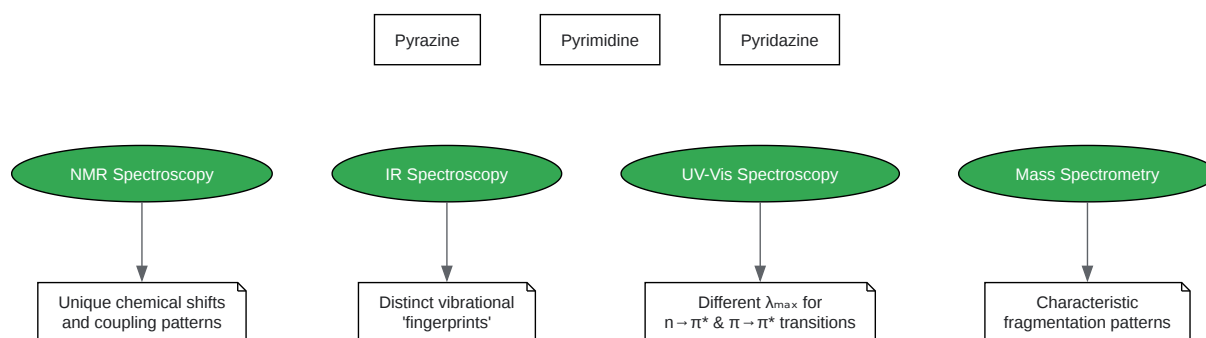 Pyrazine
Pyrimidine
Pyridazine
NMR Spectroscopy
IR Spectroscopy
UV-Vis Spectroscopy
Mass Spectrometry
Unique chemical shifts
and coupling patterns
Distinct vibrational
'fingerprints'
Different λₘₐₓ for
n→π* & π→π* transitions
Characteristic
fragmentation patterns